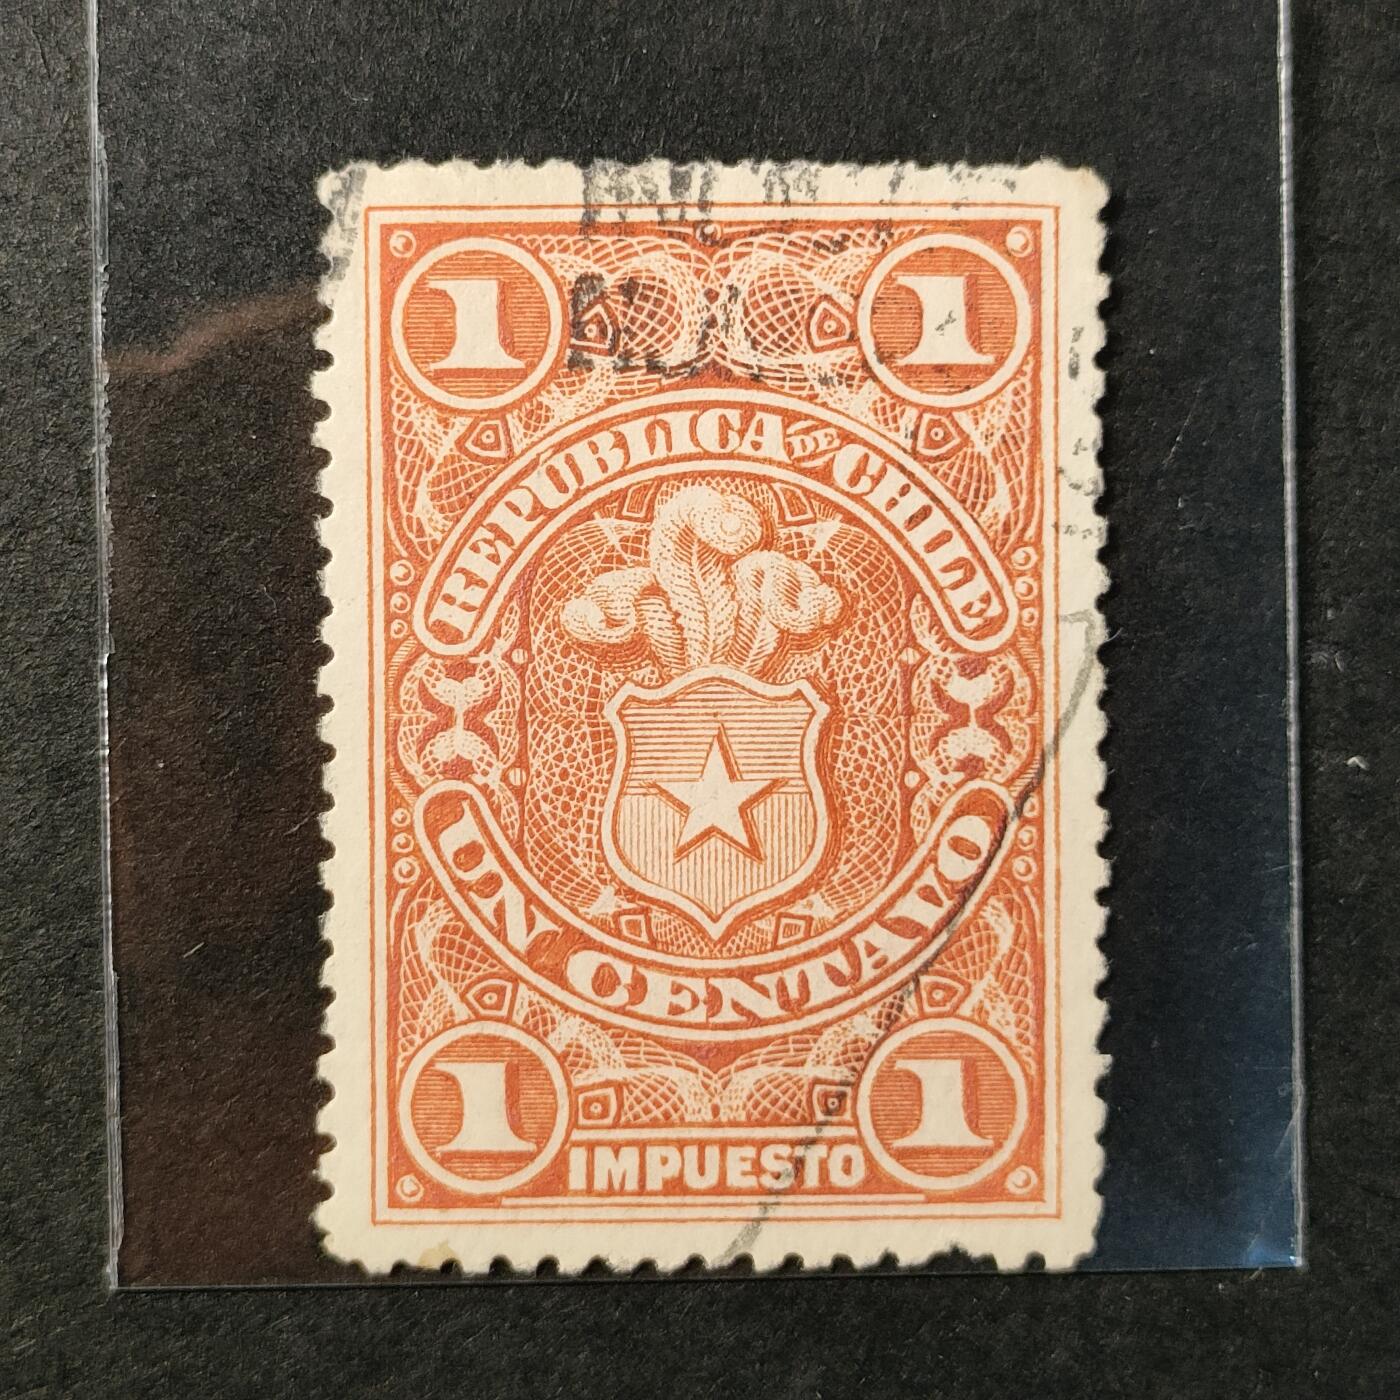 1 1
REPUBLICA DE CHILE
UN CENTAVO
1 1
IMPUESTO